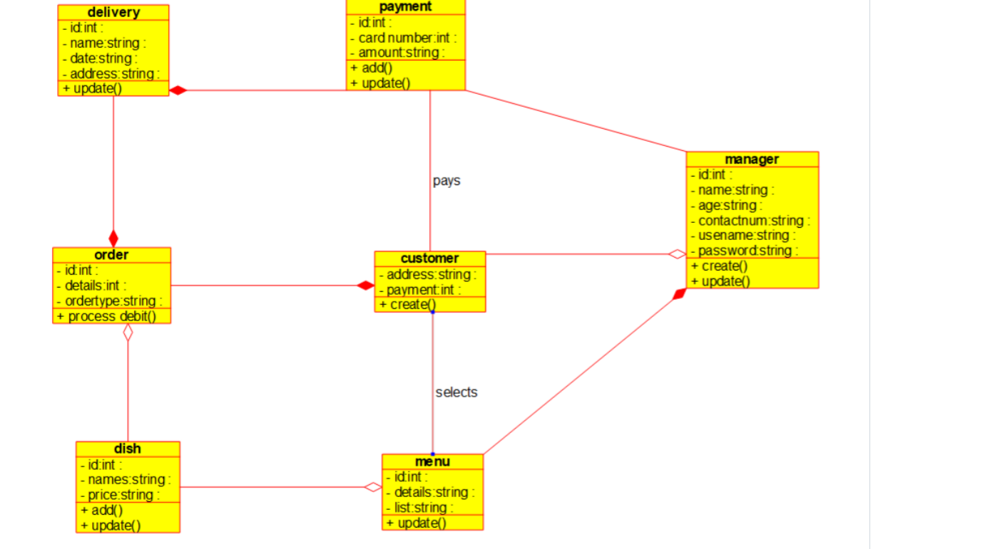 delivery
- id:int :
- name:string :
- date:string :
- address:string :
+ update()
payment
- id:int :
- card number:int :
- amount:string :
+ add()
+ update()
manager
- id:int :
- name:string :
- age:string :
- contactnum:string :
- usename:string :
- password:string :
+ create()
+ update()
pays
order
- id:int :
- details:int :
- ordertype:string :
+ process debit()
customer
- address:string :
- payment:int :
+ create()
selects
dish
- id:int :
- names:string :
- price:string :
+ add()
+ update()
menu
- id:int :
- details:string :
- list:string :
+ update()